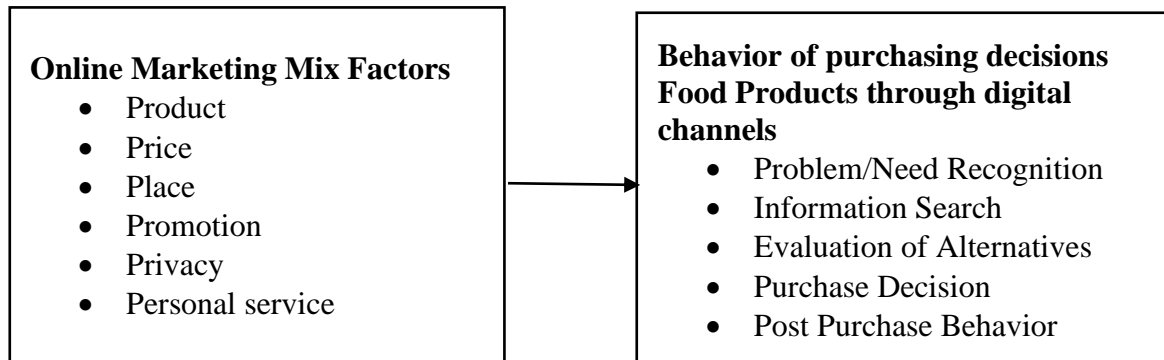 Online Marketing Mix Factors
• Product
• Price
• Place
• Promotion
• Privacy
• Personal service
Behavior of purchasing decisions
Food Products through digital
channels
• Problem/Need Recognition
• Information Search
• Evaluation of Alternatives
• Purchase Decision
• Post Purchase Behavior